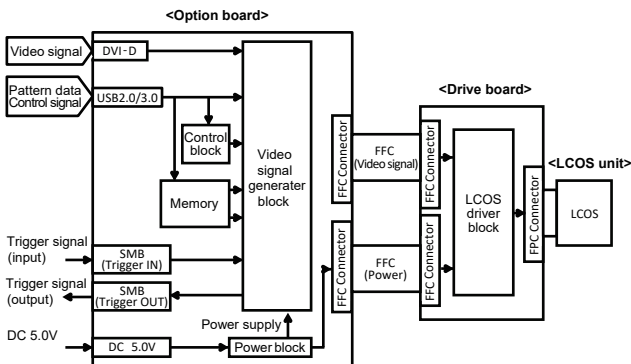 <Option board>
Video signal
DVI-D
Pattern data
Control signal
USB2.0/3.0
Control
block
Memory
Video
signal
generater
block
Trigger signal
(input)
SMB
(Trigger IN)
Trigger signal
(output)
SMB
(Trigger OUT)
DC 5.0V
DC 5.0V
Power supply
Power block
FFC Connector
FFC Connector
FFC
(Video signal)
FFC
(Power)
<Drive board>
FFC Connector
FFC Connector
LCOS
driver
block
FPC Connector
<LCOS unit>
LCOS